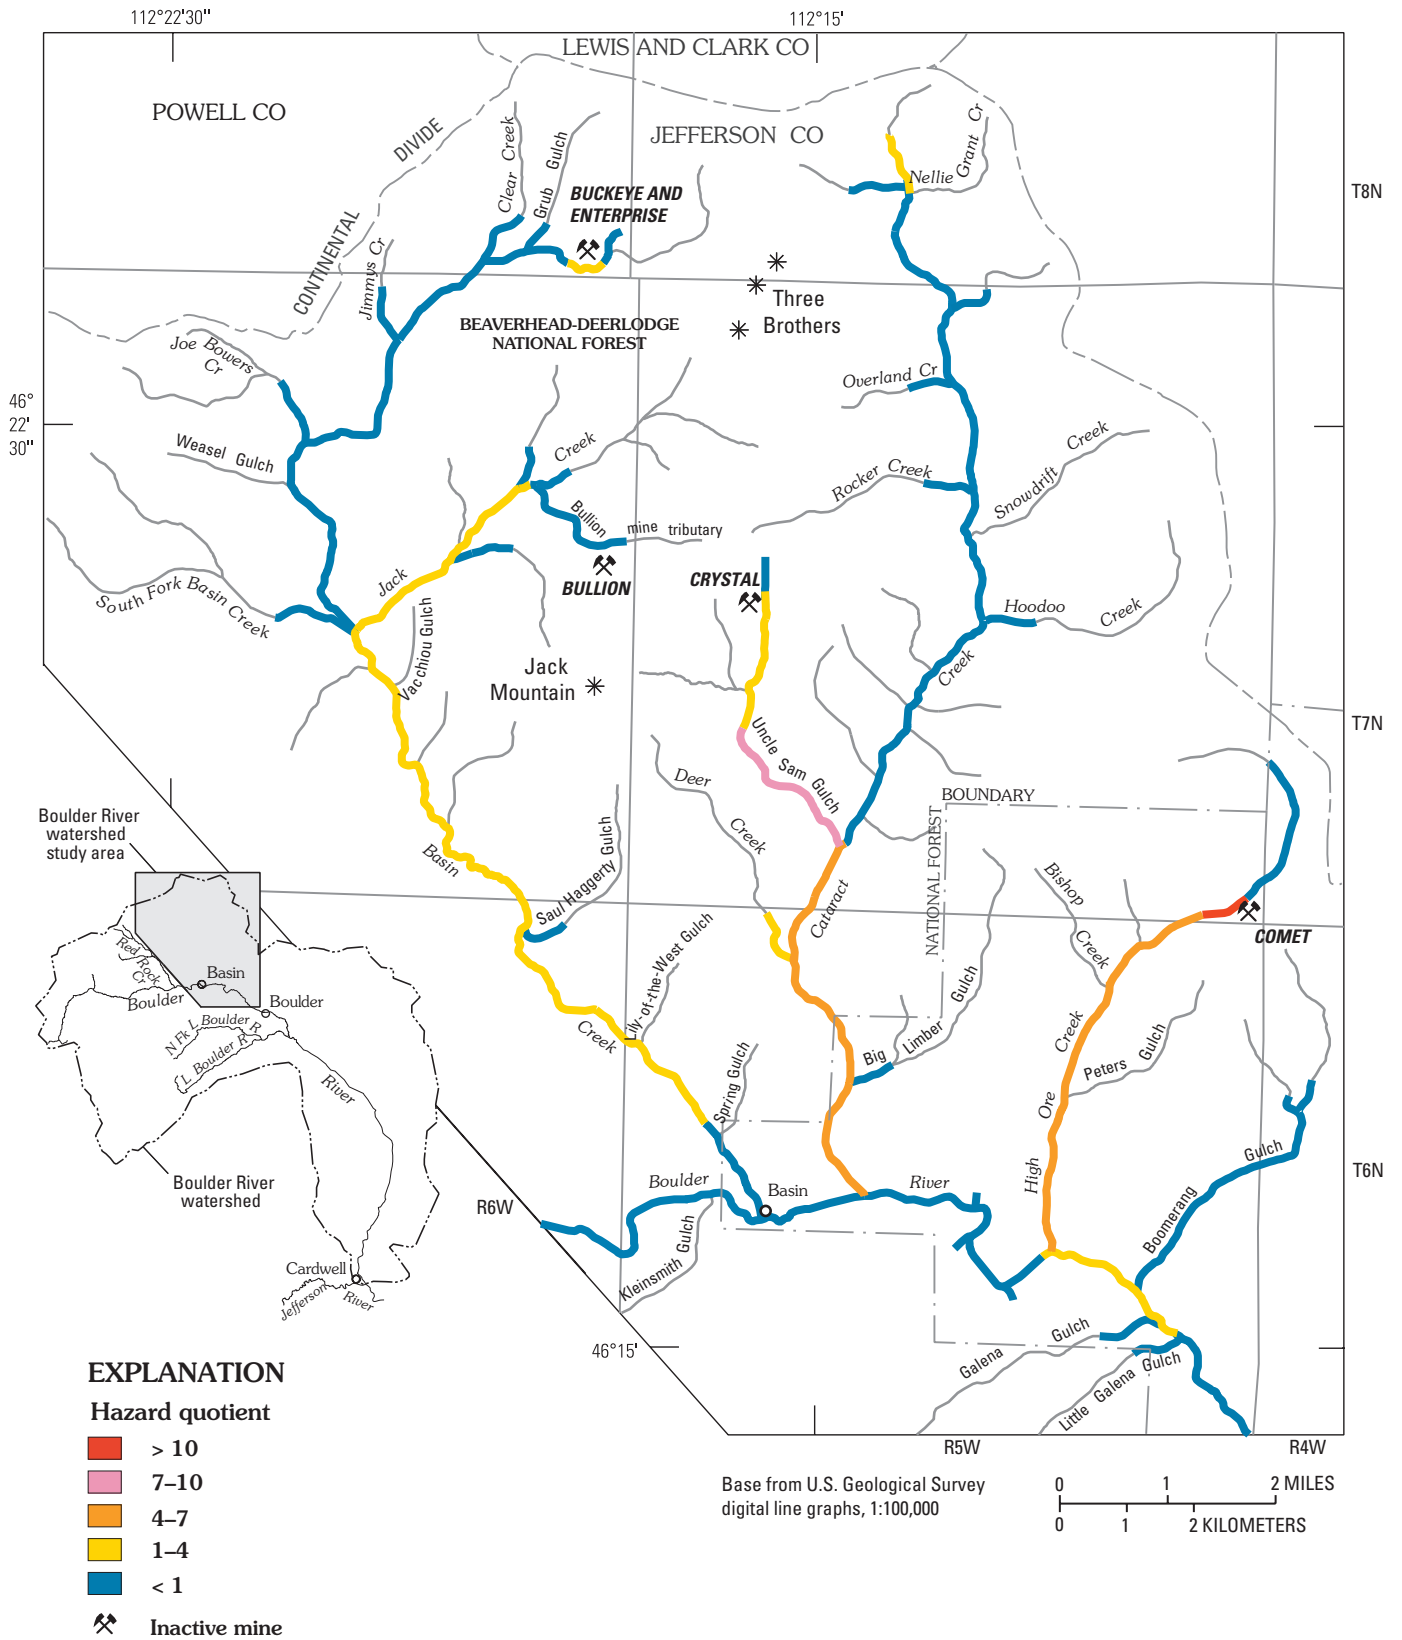 112°22'30"
112°15'
LEWIS AND CLARK CO
POWELL CO
JEFFERSON CO
CONTINENTAL DIVIDE
Clear Creek
Grub Gulch
BUCKEYE AND
ENTERPRISE
Nellie Grant Cr
T8N
Jimmys Cr
Three
Brothers
BEAVERHEAD-DEERLODGE
NATIONAL FOREST
Joe Bowers
Cr
Overland Cr
46°
22'
30"
Weasel Gulch
Creek
Rocker Creek
Snowdrift Creek
Bullion mine tributary
BULLION
CRYSTAL
Jack
South Fork Basin Creek
Vacchiou Gulch
Hoodoo Creek
Creek
Jack
Mountain
T7N
Uncle Sam Gulch
Deer Creek
NATIONAL FOREST BOUNDARY
Boulder River
watershed
study area
Basin
Saul Haggerty Gulch
Cataract
Bishop Creek
COMET
Lily-of-the-West Gulch
Creek
Big Limber Gulch
Spring Gulch
High Ore Creek
Peters Gulch
Red Rock Cr
Basin
Boulder
Boulder
N Fk L Boulder R
L Boulder R
River
Boulder River
watershed
Cardwell
Jefferson River
R6W
Boulder
Basin
River
Kleinsmith Gulch
Boomerang Gulch
T6N
46°15'
Galena Gulch
Little Galena Gulch
R5W
R4W
EXPLANATION
Hazard quotient
> 10
7–10
4–7
1–4
< 1
Inactive mine
Base from U.S. Geological Survey
digital line graphs, 1:100,000
0 1 2 MILES
0 1 2 KILOMETERS